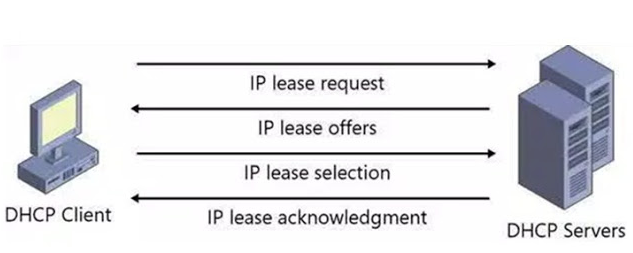 IP lease request
IP lease offers
IP lease selection
IP lease acknowledgment
DHCP Client
DHCP Servers